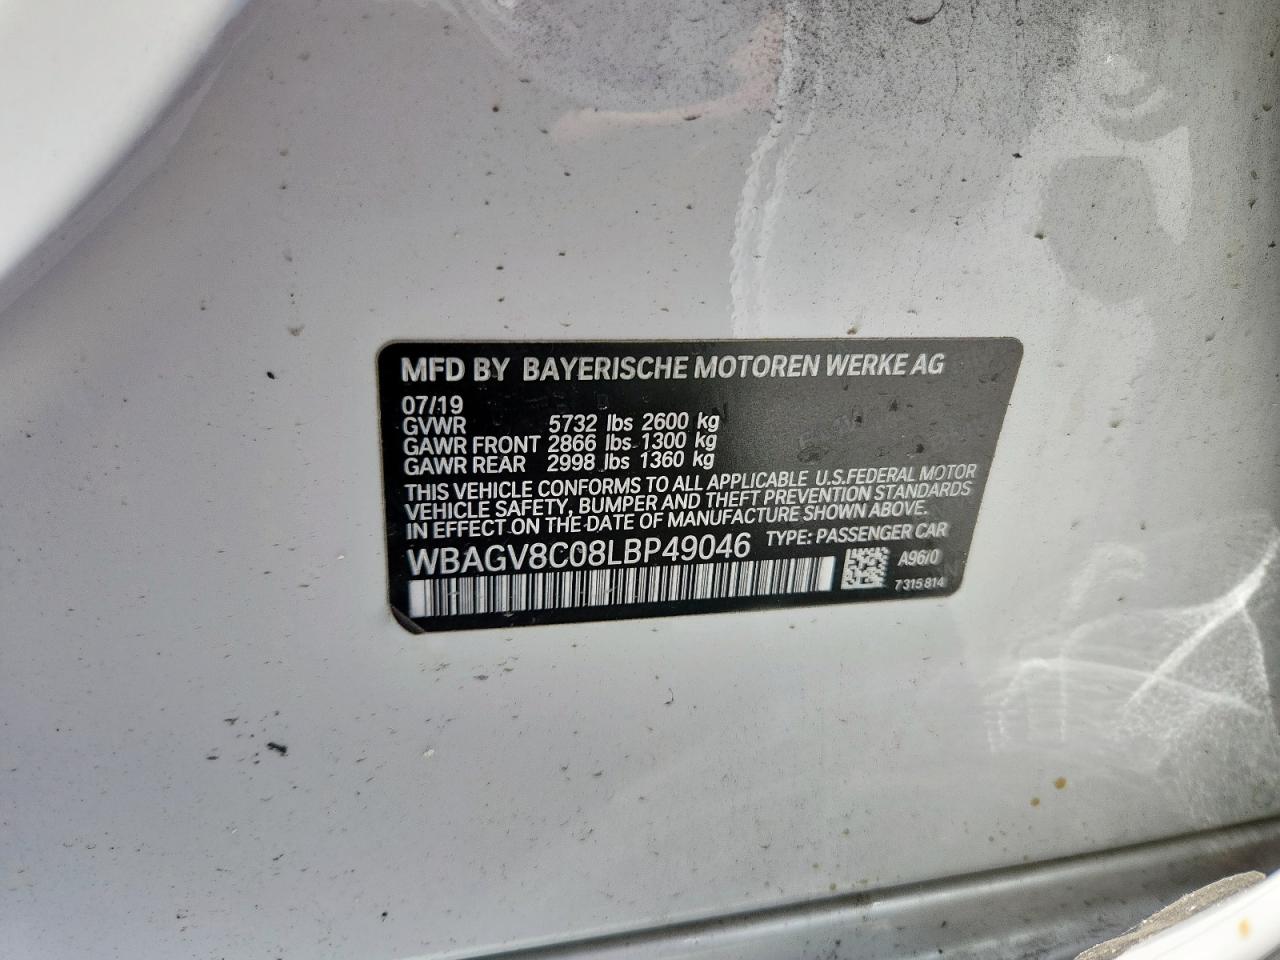 MFD BY BAYERISCHE MOTOREN WERKE AG
07/19
GVWR 5732 lbs 2600 kg
GAWR FRONT 2866 lbs 1300 kg
GAWR REAR 2998 lbs 1360 kg
THIS VEHICLE CONFORMS TO ALL APPLICABLE U.S.FEDERAL MOTOR
VEHICLE SAFETY, BUMPER AND THEFT PREVENTION STANDARDS
IN EFFECT ON THE DATE OF MANUFACTURE SHOWN ABOVE.
WBAGV8C08LBP49046 TYPE: PASSENGER CAR
A96/0
7315814